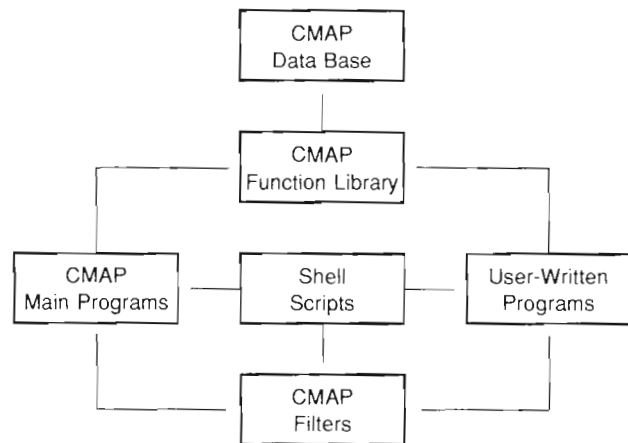 CMAP
Data Base
CMAP
Function Library
CMAP
Main Programs
Shell
Scripts
User-Written
Programs
CMAP
Filters